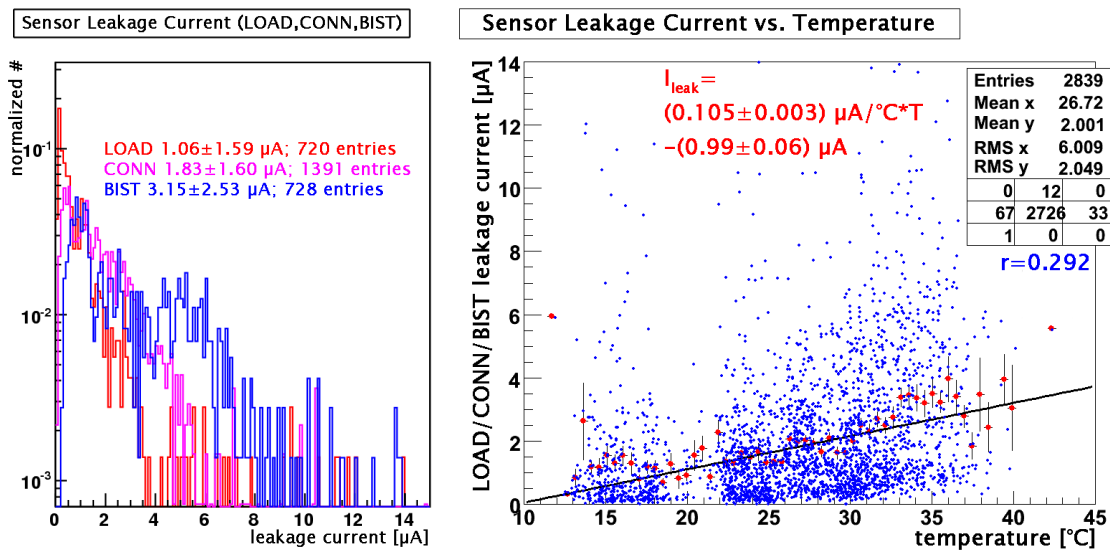 Sensor Leakage Current (LOAD,CONN,BIST)
normalized #
10⁻¹
10⁻²
10⁻³
LOAD 1.06±1.59 µA; 720 entries
CONN 1.83±1.60 µA; 1391 entries
BIST 3.15±2.53 µA; 728 entries
0 2 4 6 8 10 12 14
leakage current [µA]
Sensor Leakage Current vs. Temperature
LOAD/CONN/BIST leakage current [µA]
14
12
10
8
6
4
2
0
I_leak=
(0.105±0.003) µA/°C*T
−(0.99±0.06) µA
Entries 2839
Mean x 26.72
Mean y 2.001
RMS x 6.009
RMS y 2.049
0 12 0
67 2726 33
1 0 0
r=0.292
10 15 20 25 30 35 40 45
temperature [°C]